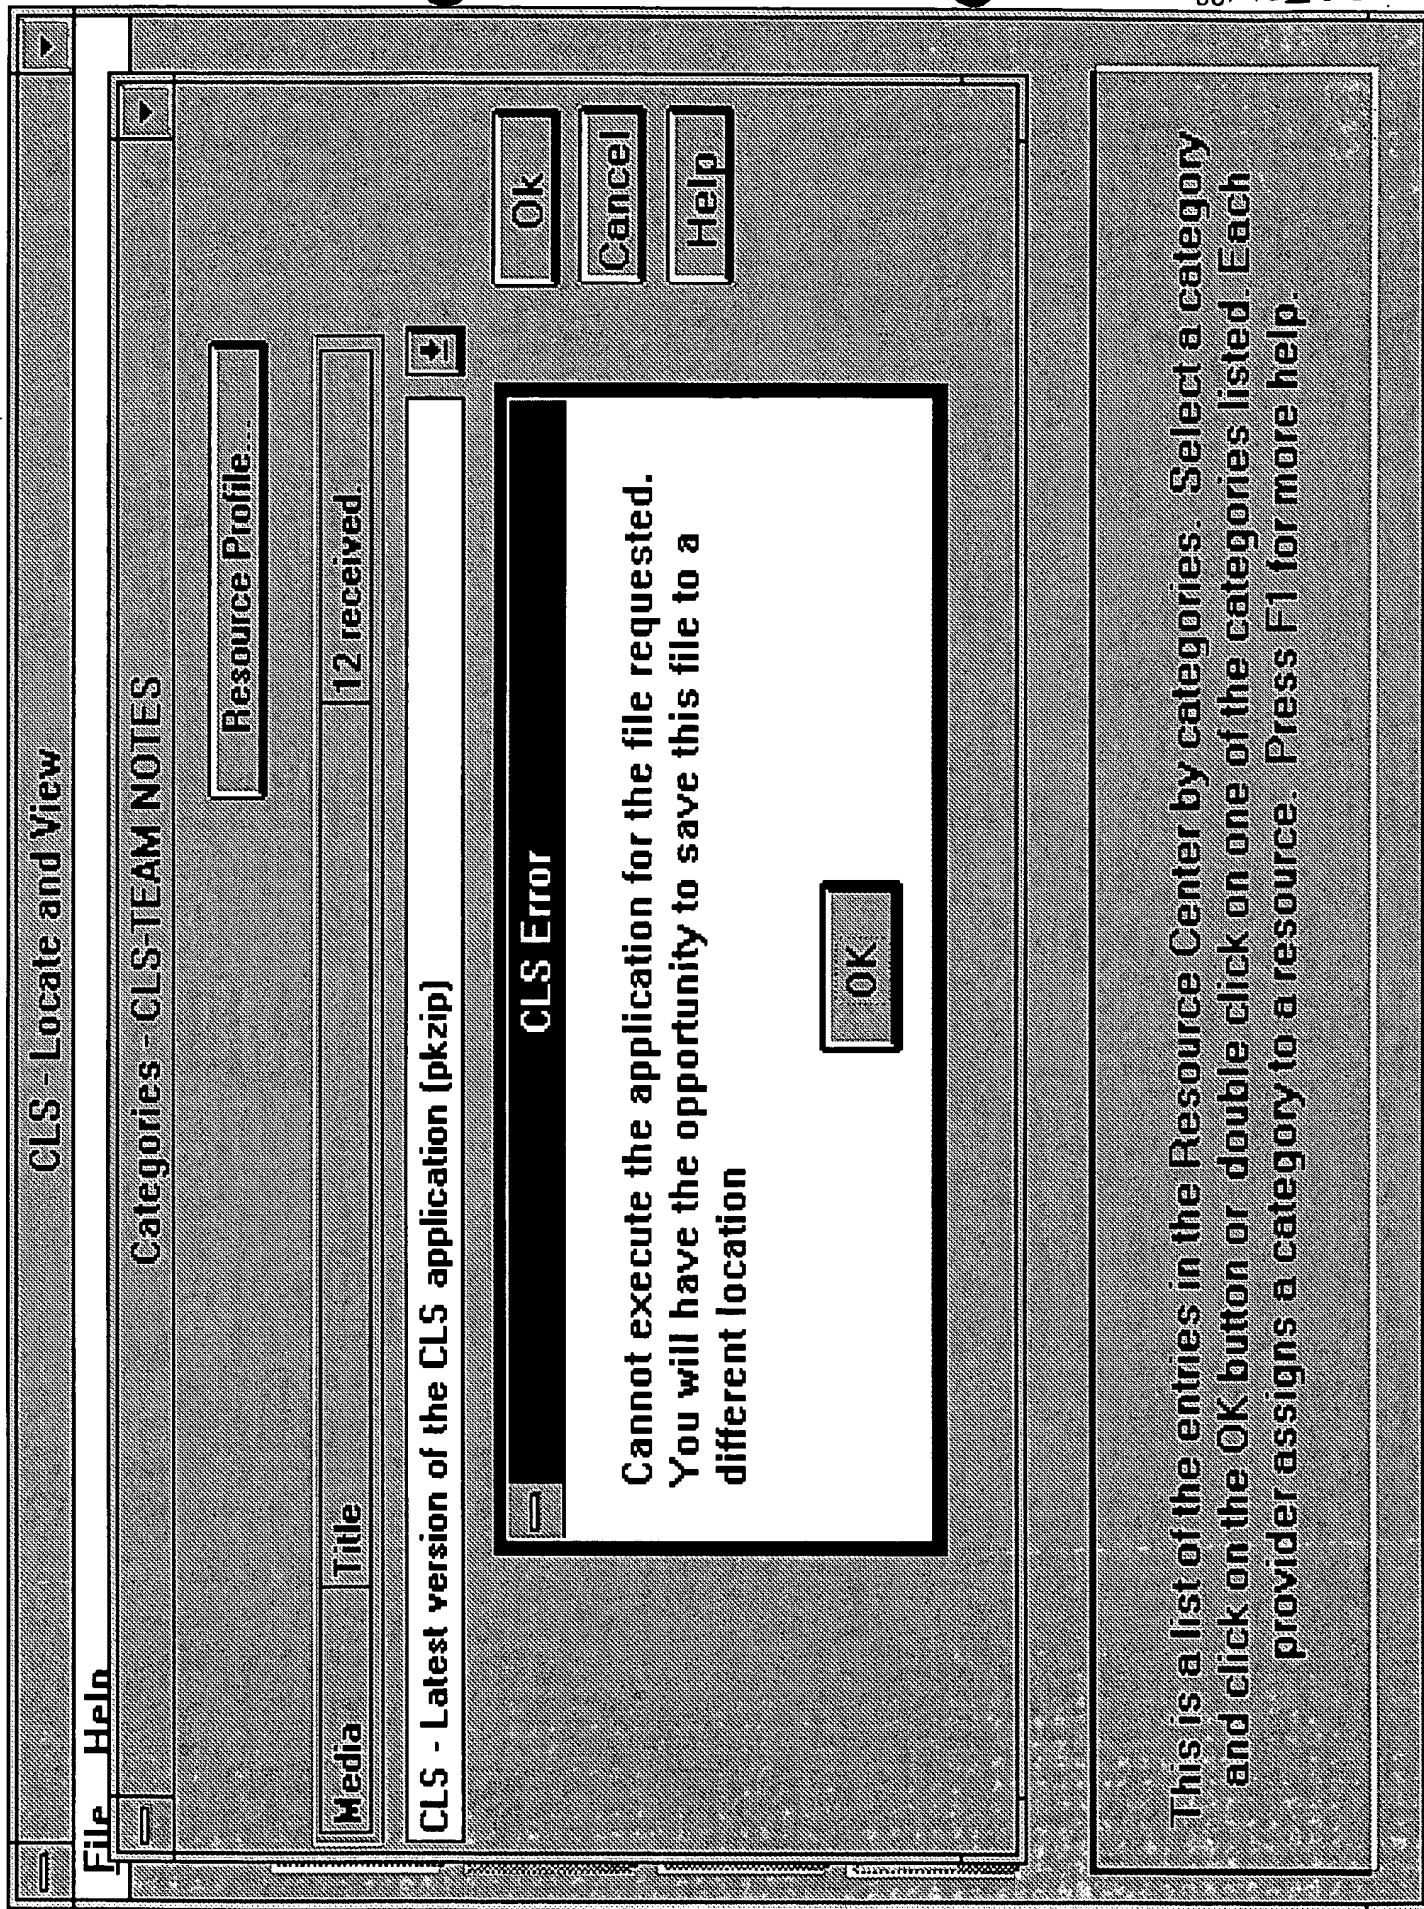 CLS - Locate and View
File Help
Categories - CLS-TEAM NOTES
Resource Profile....
Media Title 12 received.
CLS - Latest version of the CLS application (pkzip)
Ok
Cancel
Help
CLS Error
Cannot execute the application for the file requested.
You will have the opportunity to save this file to a
different location
OK
This is a list of the entries in the Resource Center by categories. Select a category
and click on the OK button or double click on one of the categories listed. Each
provider assigns a category to a resource. Press F1 for more help.